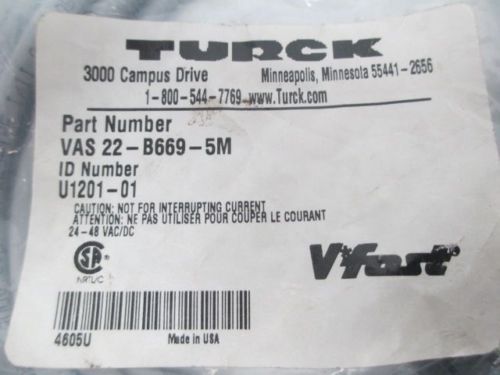 TURCK
3000 Campus Drive Minneapolis, Minnesota 55441-2656
1-800-544-7769 www.Turck.com
Part Number
VAS 22-B669-5M
ID Number
U1201-01
CAUTION: NOT FOR INTERRUPTING CURRENT
ATTENTION: NE PAS UTILISER POUR COUPER LE COURANT
24-48 VAC/DC
SA
NRTL/C
V*fast®
4605U Made in USA